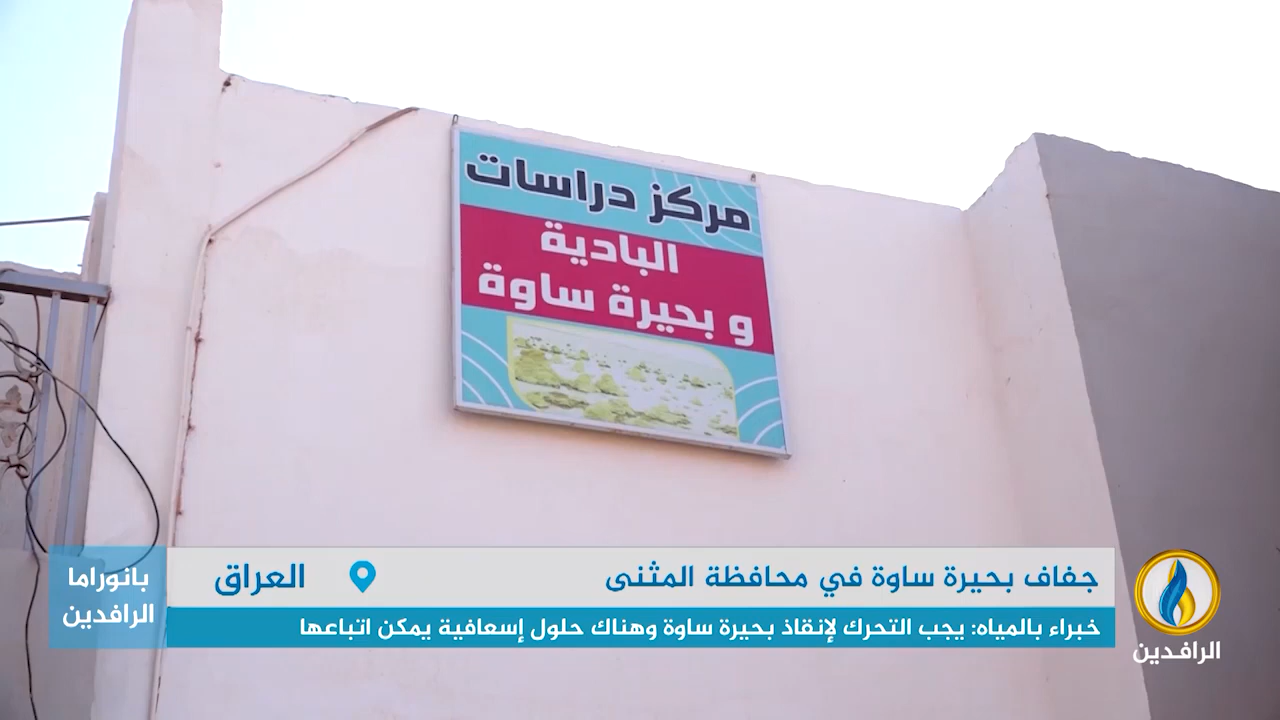 مركز دراسات
البادية
و بحيرة ساوة
جفاف بحيرة ساوة في محافظة المثنى
العراق
خبراء بالمياه: يجب التحرك لإنقاذ بحيرة ساوة وهناك حلول إسعافية يمكن اتباعها
بانوراما
الرافدين
الرافدين